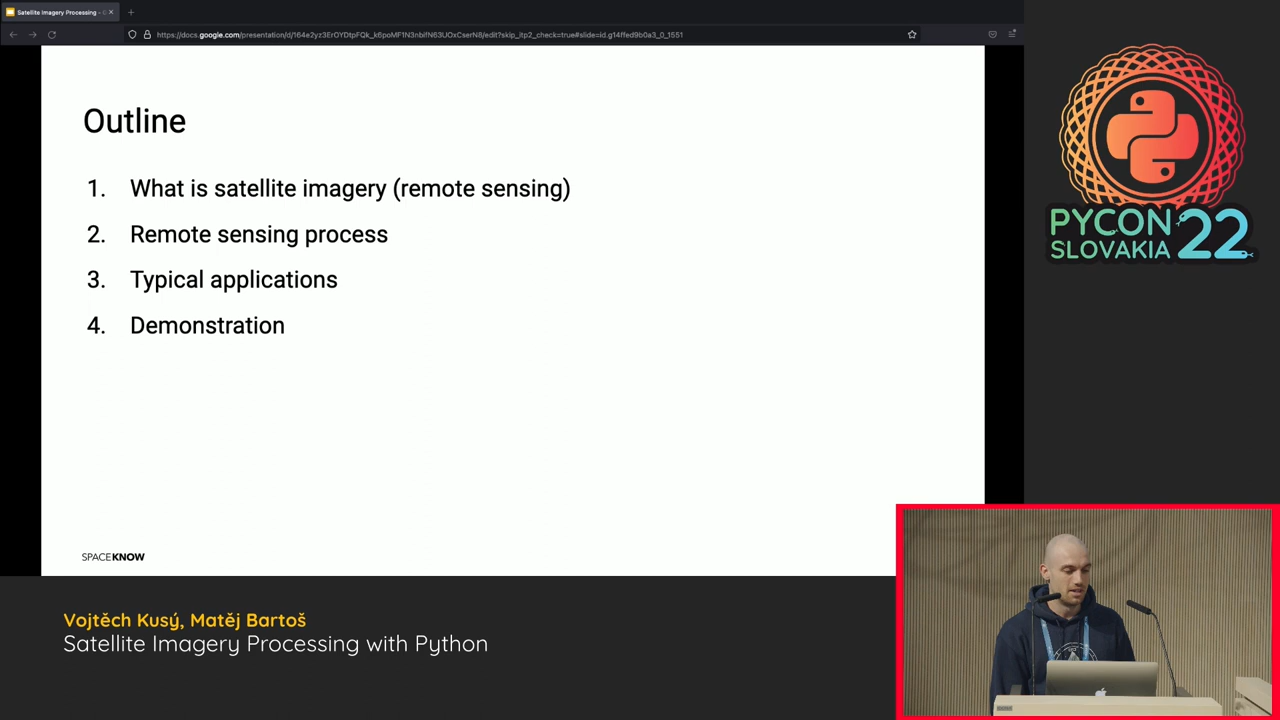 Satellite Imagery Processing -
https://docs.google.com/presentation/d/164e2yz3ErOYDtpFQk_k6poMF1N3nbifN63UOxCserN8/edit?skip_itp2_check=true#slide=id.g14ffed9b0a3_0_1551
Outline
1. What is satellite imagery (remote sensing)
2. Remote sensing process
3. Typical applications
4. Demonstration
SPACEKNOW
PYCON
SLOVAKIA 22
Vojtěch Kusý, Matěj Bartoš
Satellite Imagery Processing with Python